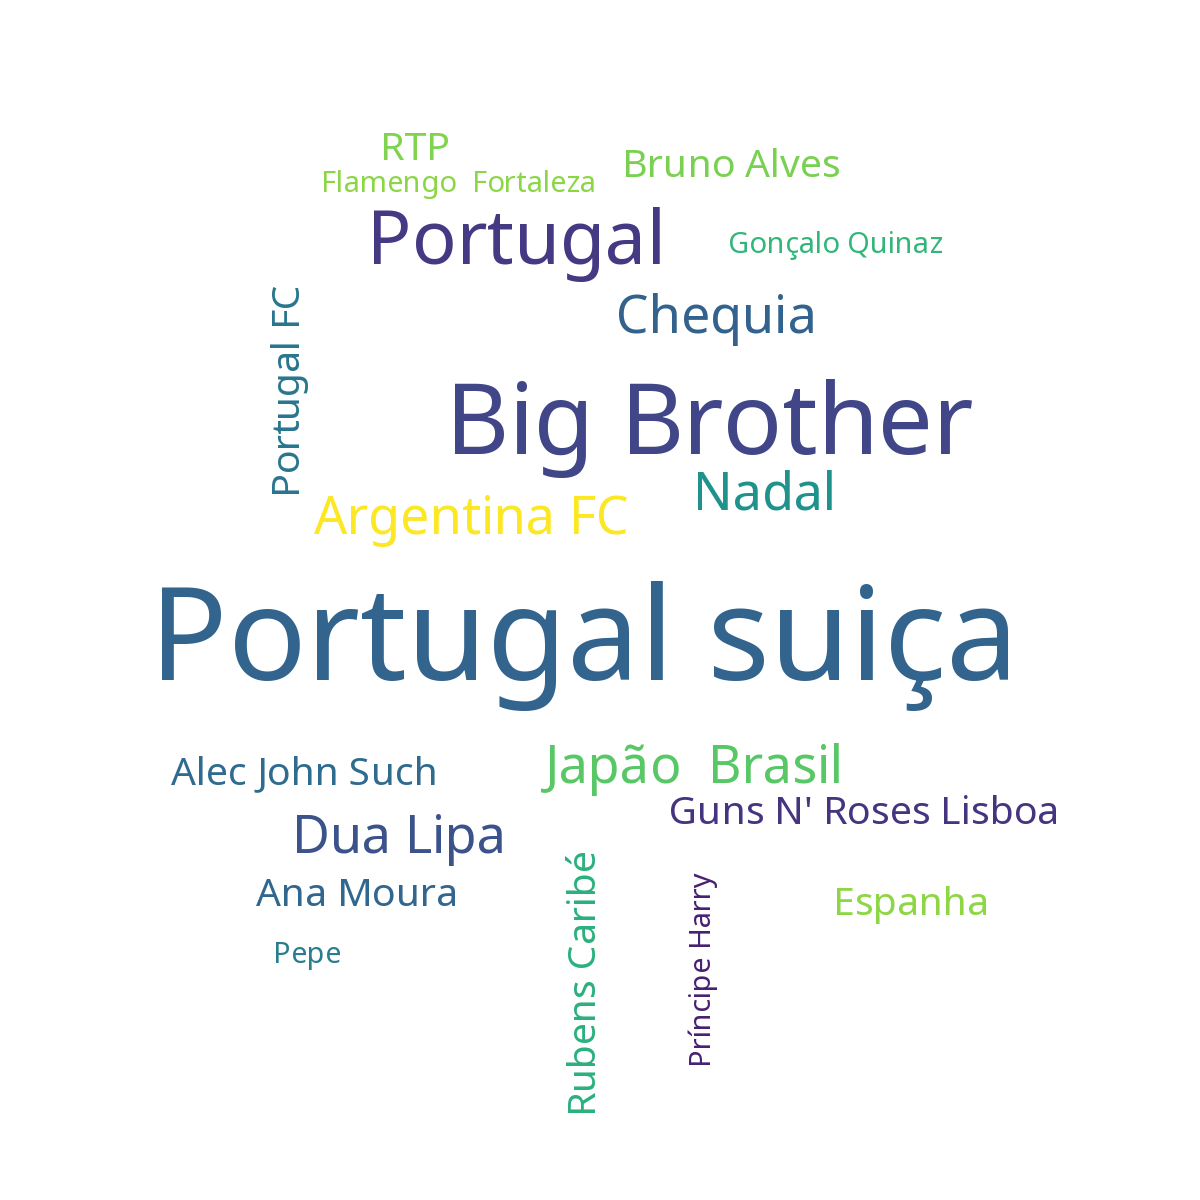 RTP
Bruno Alves
Flamengo
Fortaleza
Portugal
Gonçalo Quinaz
Portugal FC
Chequia
Big Brother
Nadal
Argentina FC
Portugal suiça
Japão
Brasil
Alec John Such
Guns N' Roses Lisboa
Dua Lipa
Rubens Caribé
Príncipe Harry
Ana Moura
Espanha
Pepe